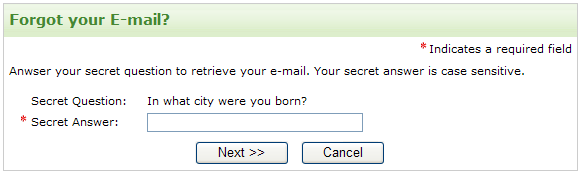 Forgot your E-mail?
* Indicates a required field
Anwser your secret question to retrieve your e-mail. Your secret answer is case sensitive.
Secret Question: In what city were you born?
* Secret Answer:
Next >> Cancel